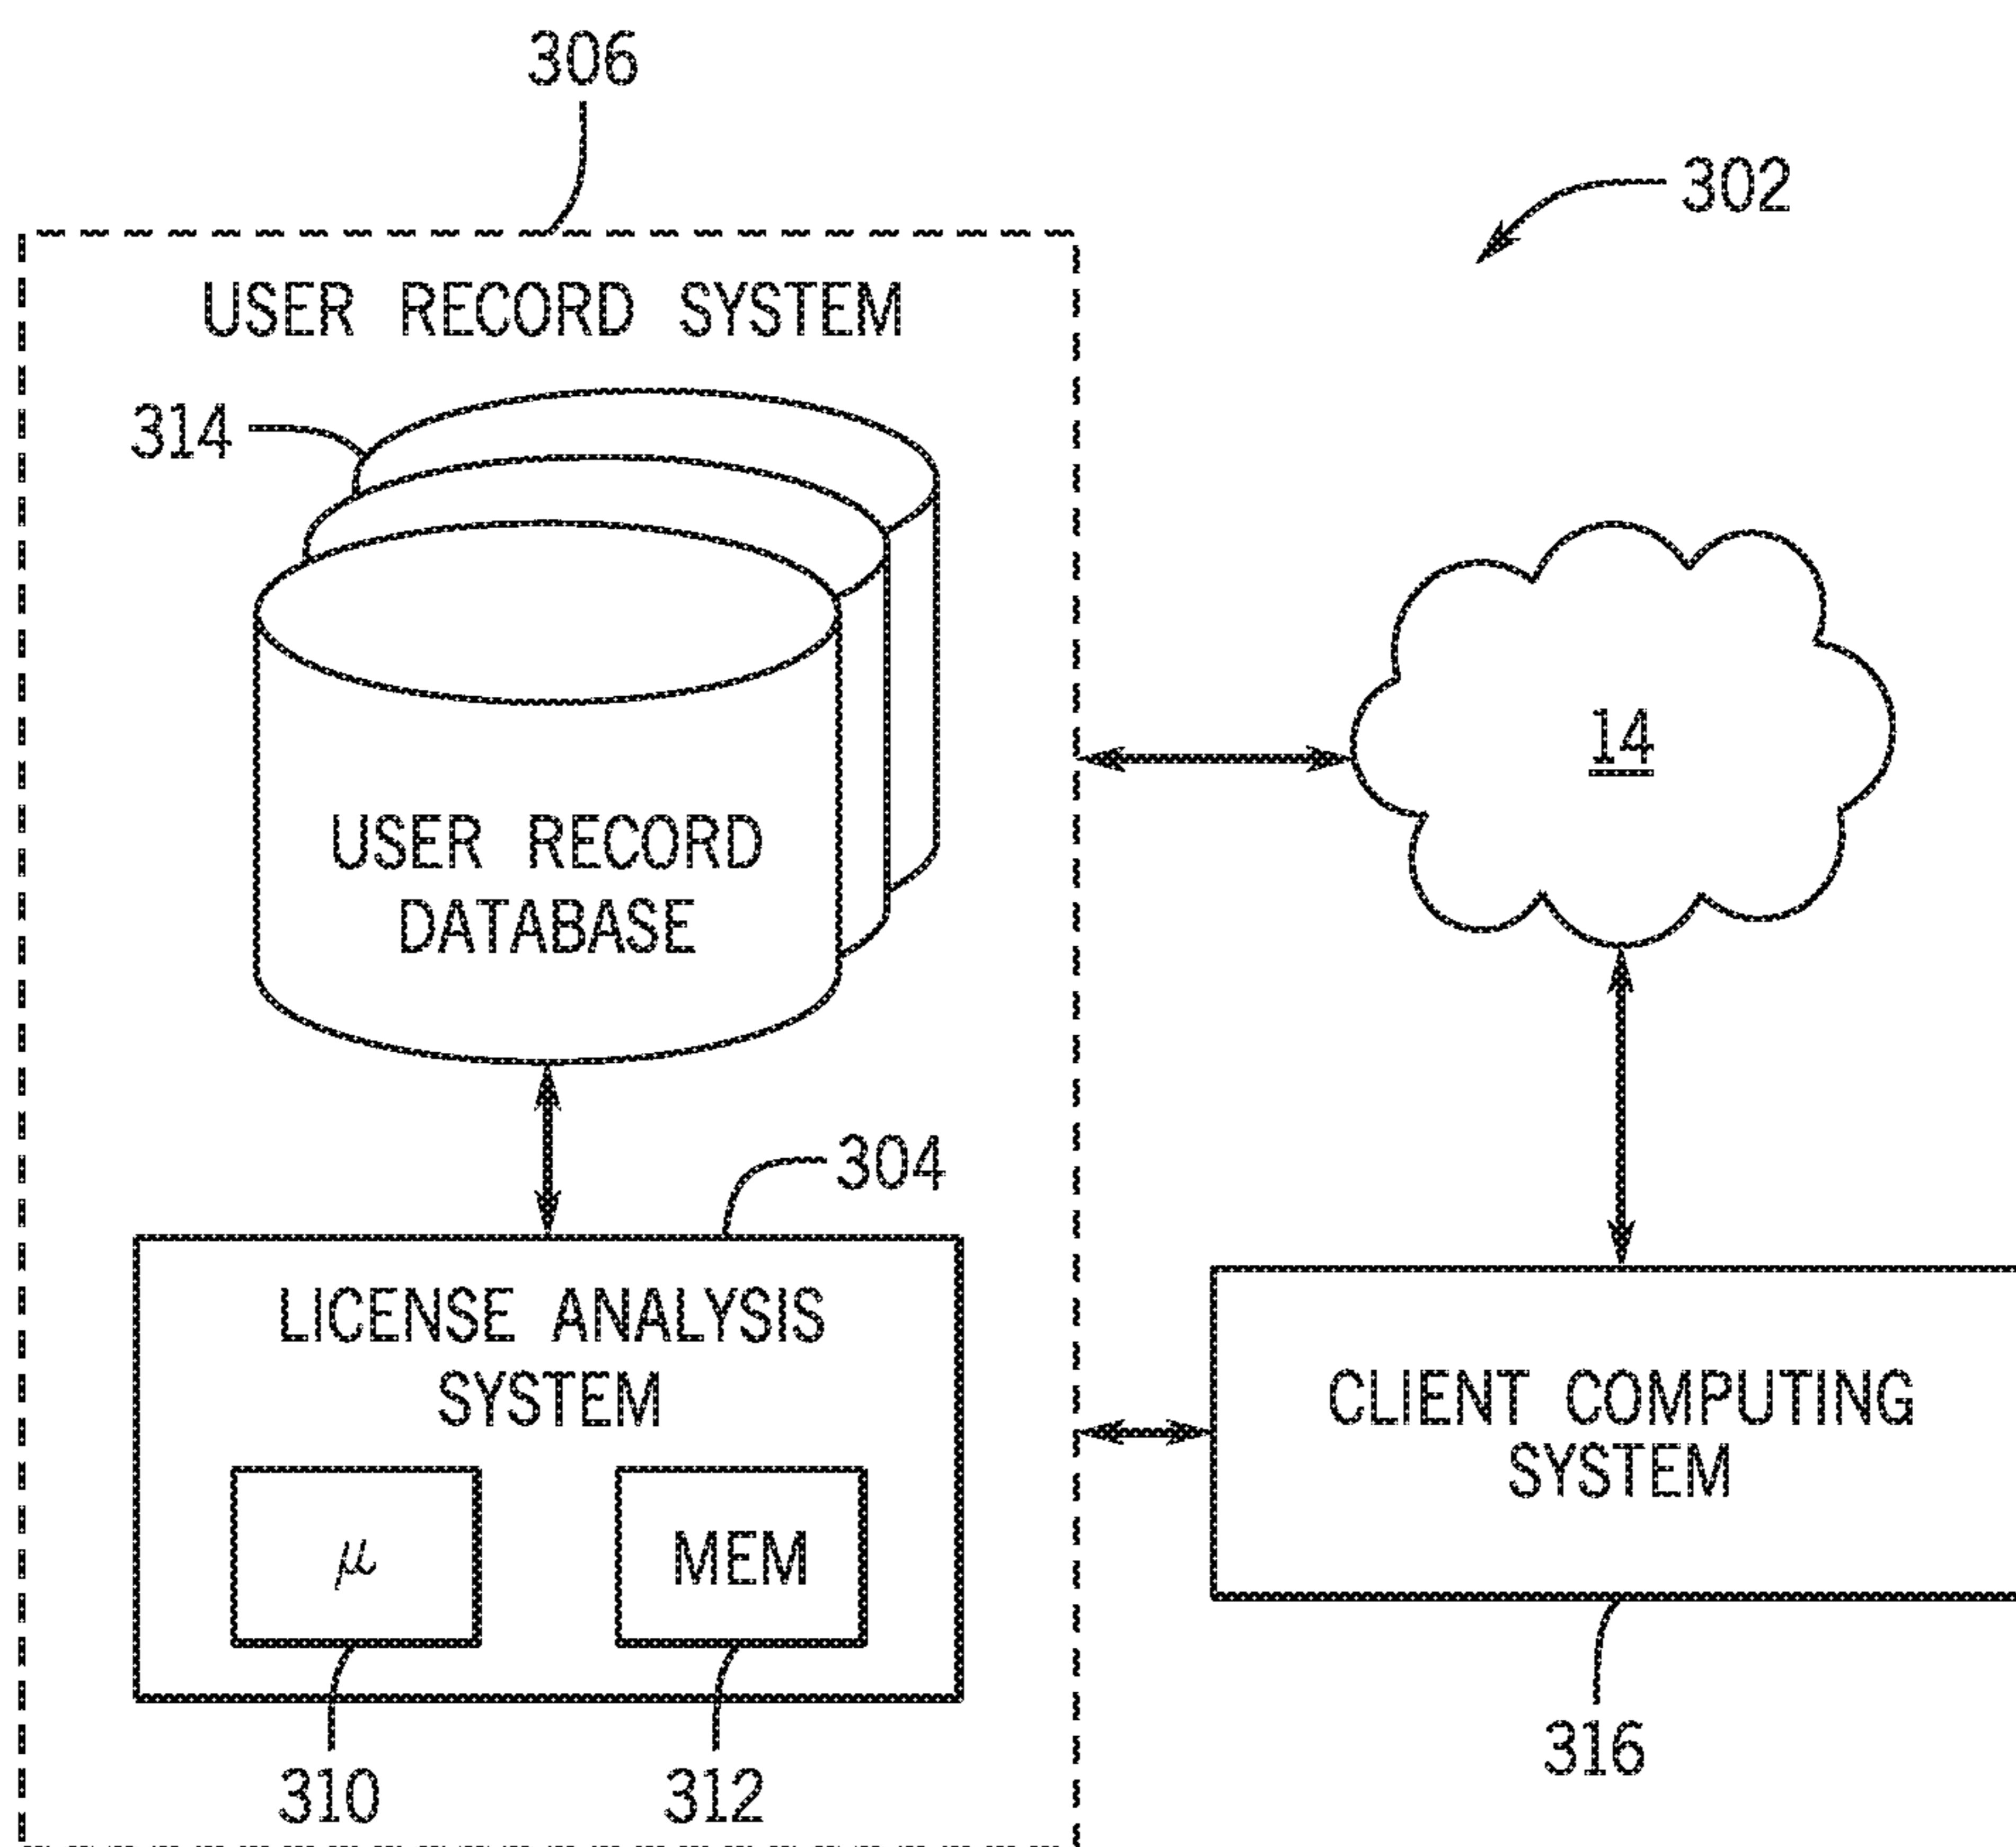 306
302
USER RECORD SYSTEM
314
USER RECORD
DATABASE
14
304
LICENSE ANALYSIS
SYSTEM
μ
MEM
310
312
CLIENT COMPUTING
SYSTEM
316